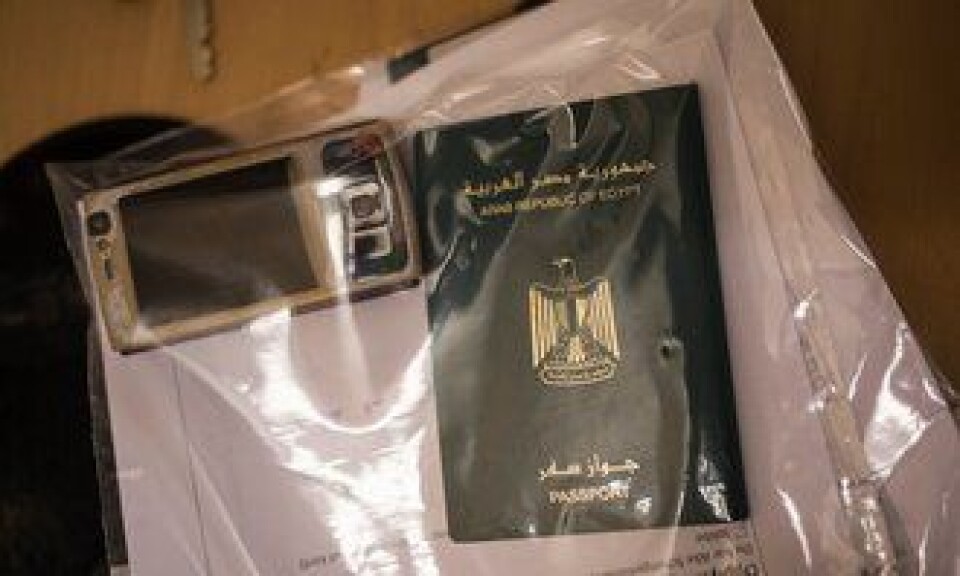 جمهورية مصر العربية
ARAB REPUBLIC OF EGYPT
جواز سفر
PASSPORT